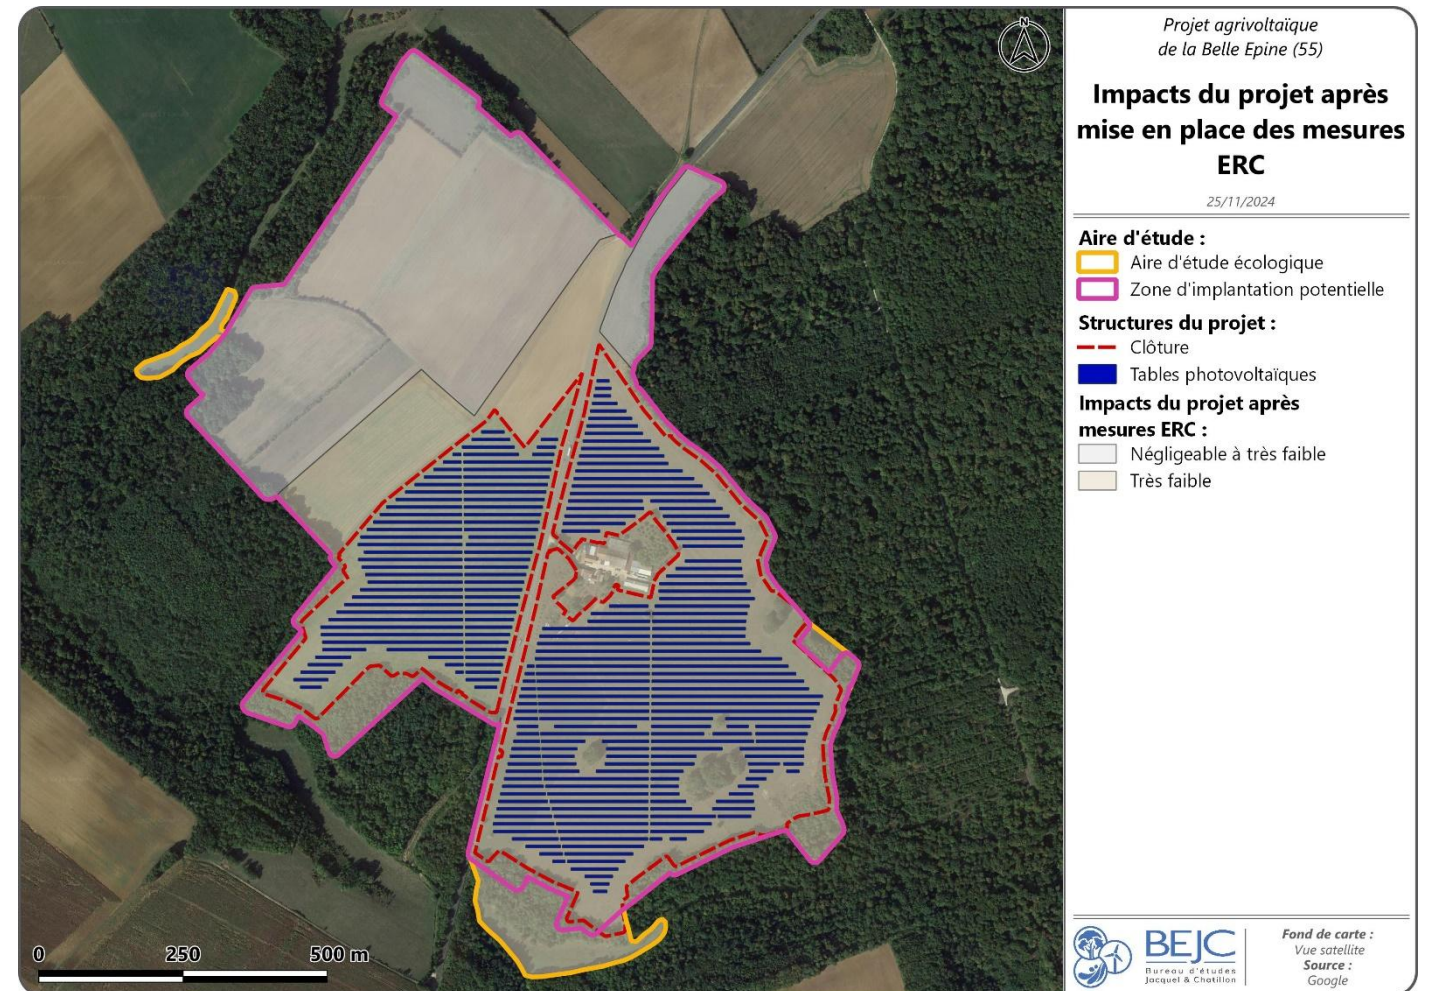 Projet agrivoltaïque
de la Belle Epine (55)
Impacts du projet après
mise en place des mesures
ERC
25/11/2024
Aire d'étude :
Aire d'étude écologique
Zone d'implantation potentielle
Structures du projet :
Clôture
Tables photovoltaïques
Impacts du projet après
mesures ERC :
Négligeable à très faible
Très faible
N
0 250 500 m
BEJC
Bureau d'études
Jacquel & Chatillon
Fond de carte :
Vue satellite
Source :
Google